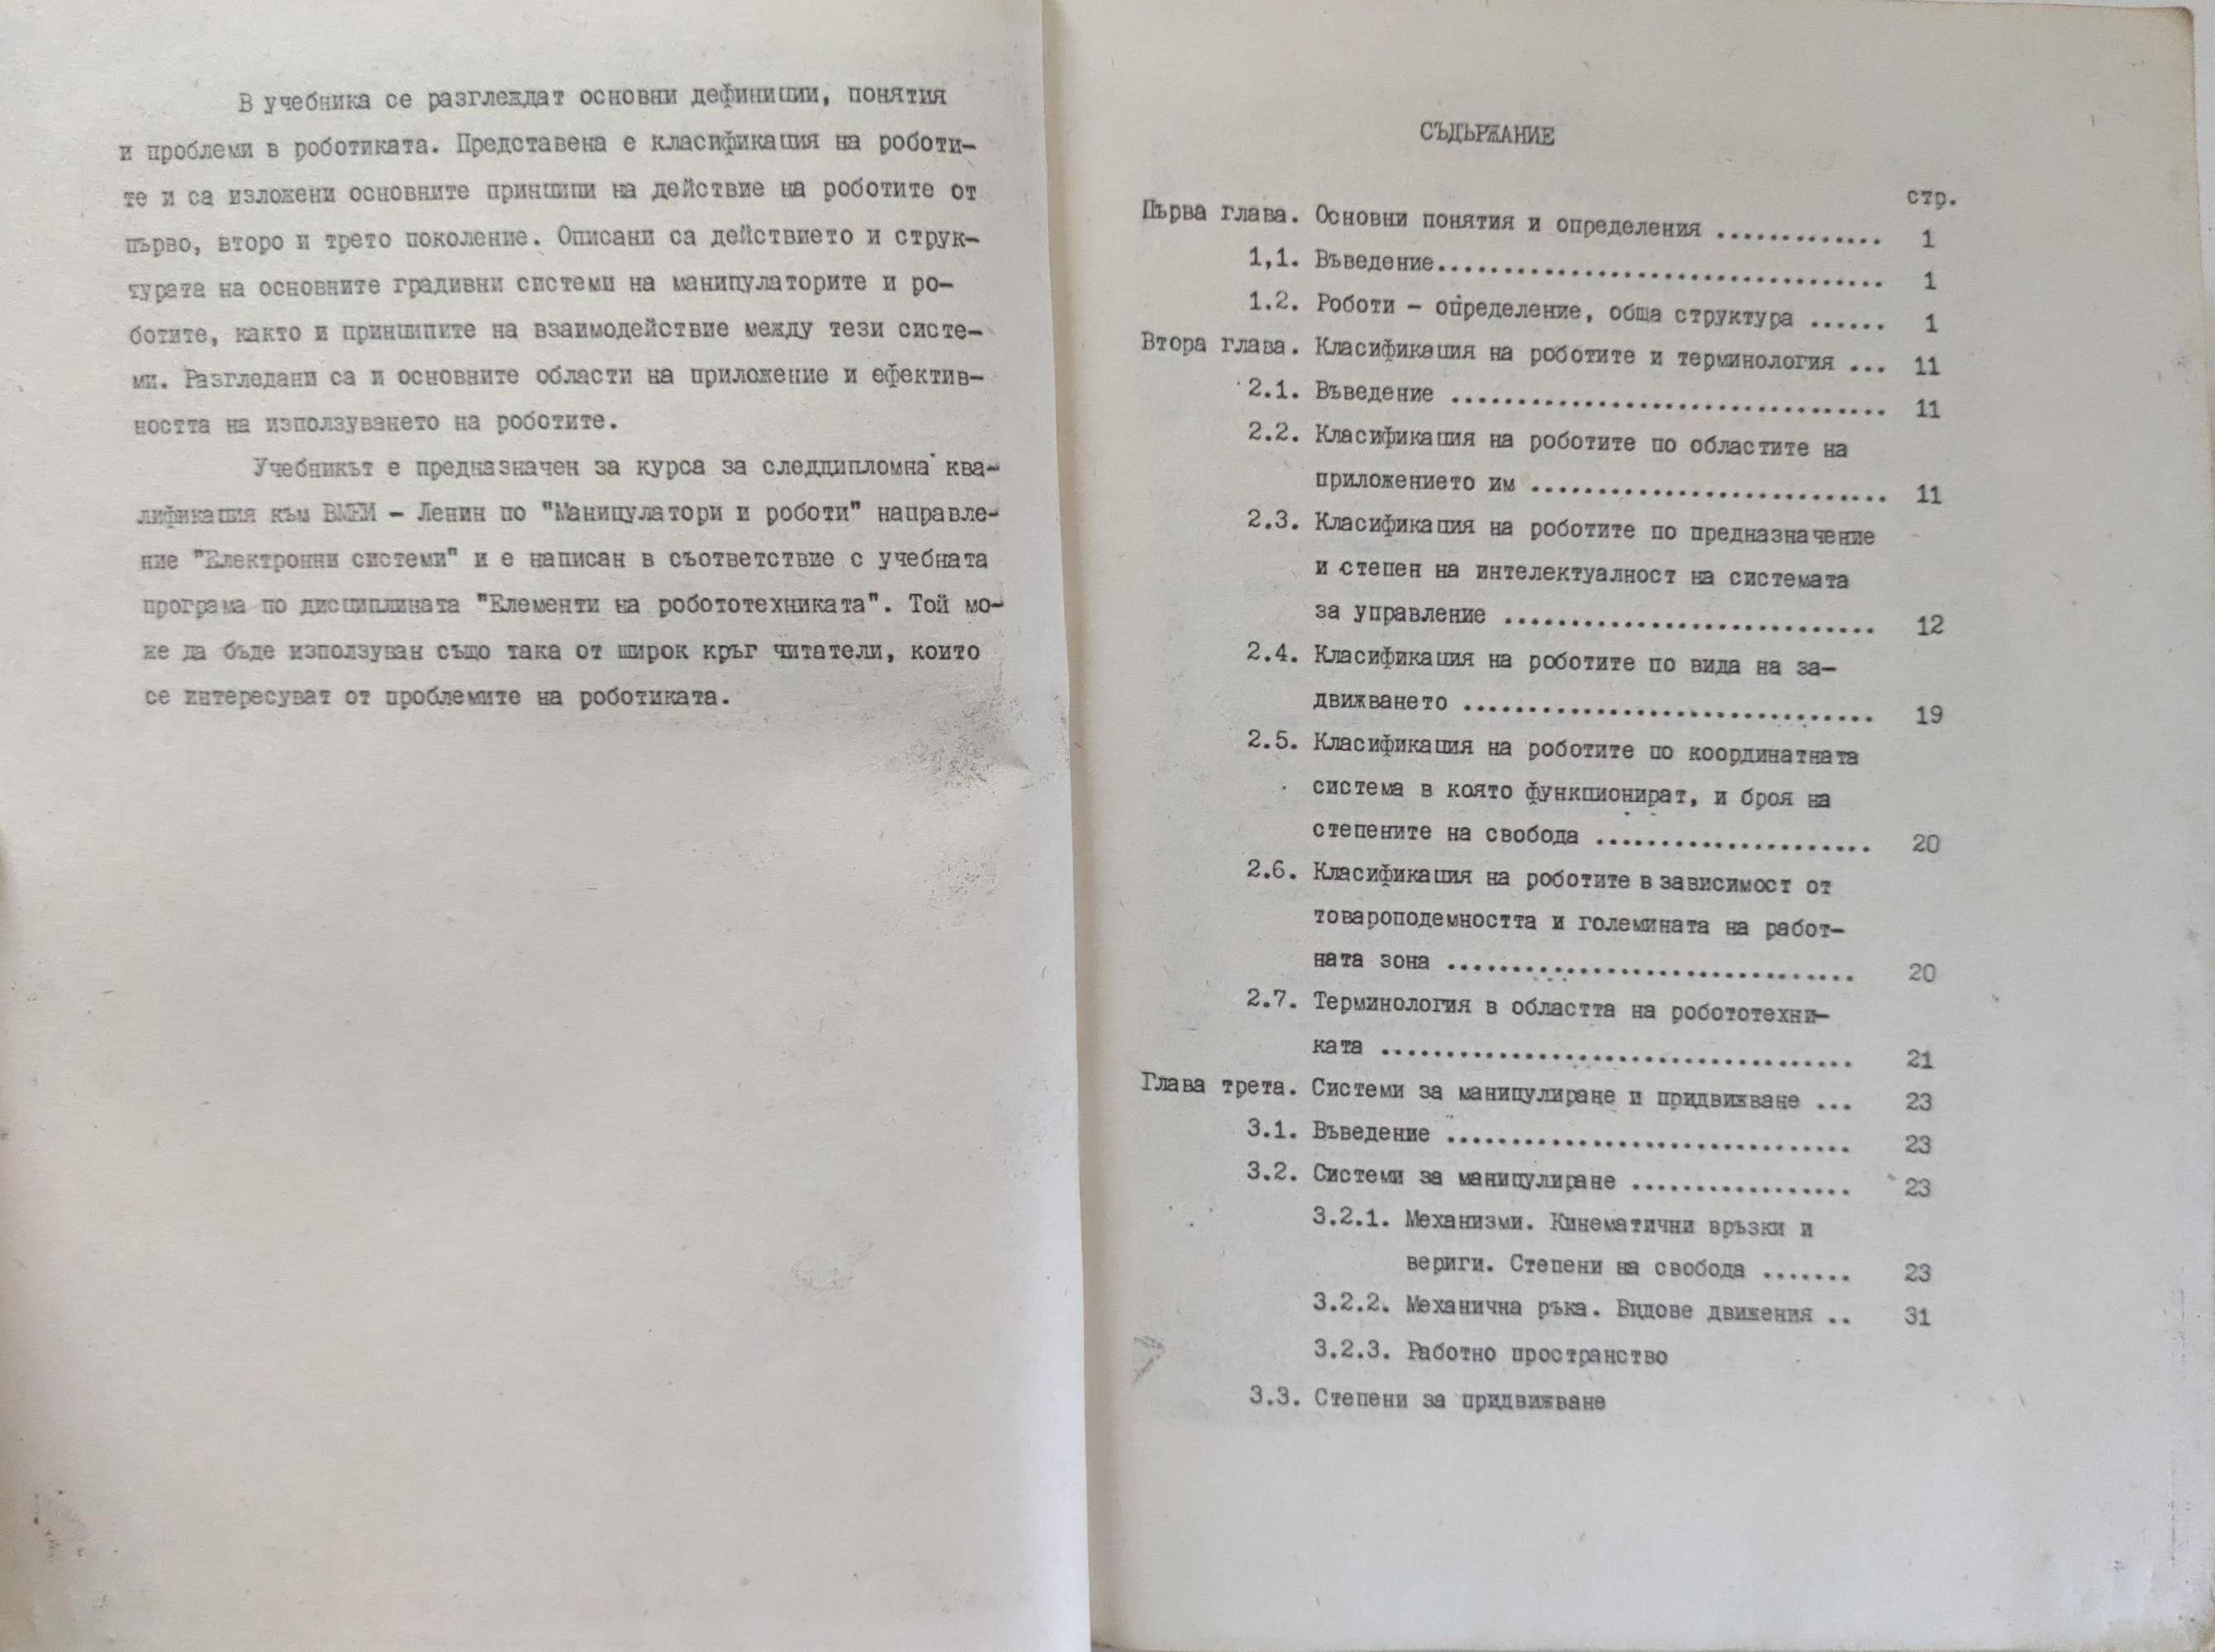 В учебника се разглеждат основни дефиниции, понятия
и проблеми в роботиката. Представена е класификация на роботи-
те и са изложени основните принципи на действие на роботите от
първо, второ и трето поколение. Описани са действието и струк-
турата на основните градивни системи на манипулаторите и ро-
ботите, както и принципите на взаимодействие между тези систе-
ми. Разгледани са и основните области на приложение и ефектив-
ността на използуването на роботите.
Учебникът е предназначен за курса за следдипломна ква-
лификация към ВМЕИ - Ленин по "Манипулатори и роботи" направле-
ние "Електронни системи" и е написан в съответствие с учебната
програма по дисциплината "Елементи на робототехниката". Той мо-
же да бъде използуван също така от широк кръг читатели, които
се интересуват от проблемите на роботиката.
СЪДЪРЖАНИЕ
стр.
Първа глава. Основни понятия и определения ............. 1
1,1. Въведение.................................. 1
1.2. Роботи - определение, обща структура ...... 1
Втора глава. Класификация на роботите и терминология ... 11
2.1. Въведение ................................. 11
2.2. Класификация на роботите по областите на
приложението им ........................... 11
2.3. Класификация на роботите по предназначение
и степен на интелектуалност на системата
за управление ............................ 12
2.4. Класификация на роботите по вида на за-
движването ............................... 19
2.5. Класификация на роботите по координатната
система в която функционират, и броя на
степените на свобода ..................... 20
2.6. Класификация на роботите в зависимост от
товароподемността и големината на работ-
ната зона ............................... 20
2.7. Терминология в областта на робототехни-
ката .................................... 21
Глава трета. Системи за манипулиране и придвижване ... 23
3.1. Въведение ............................... 23
3.2. Системи за манипулиране ................. 23
3.2.1. Механизми. Кинематични връзки и
вериги. Степени на свобода ....... 23
3.2.2. Механична ръка. Видове движения .. 31
3.2.3. Работно пространство
3.3. Степени за придвижване